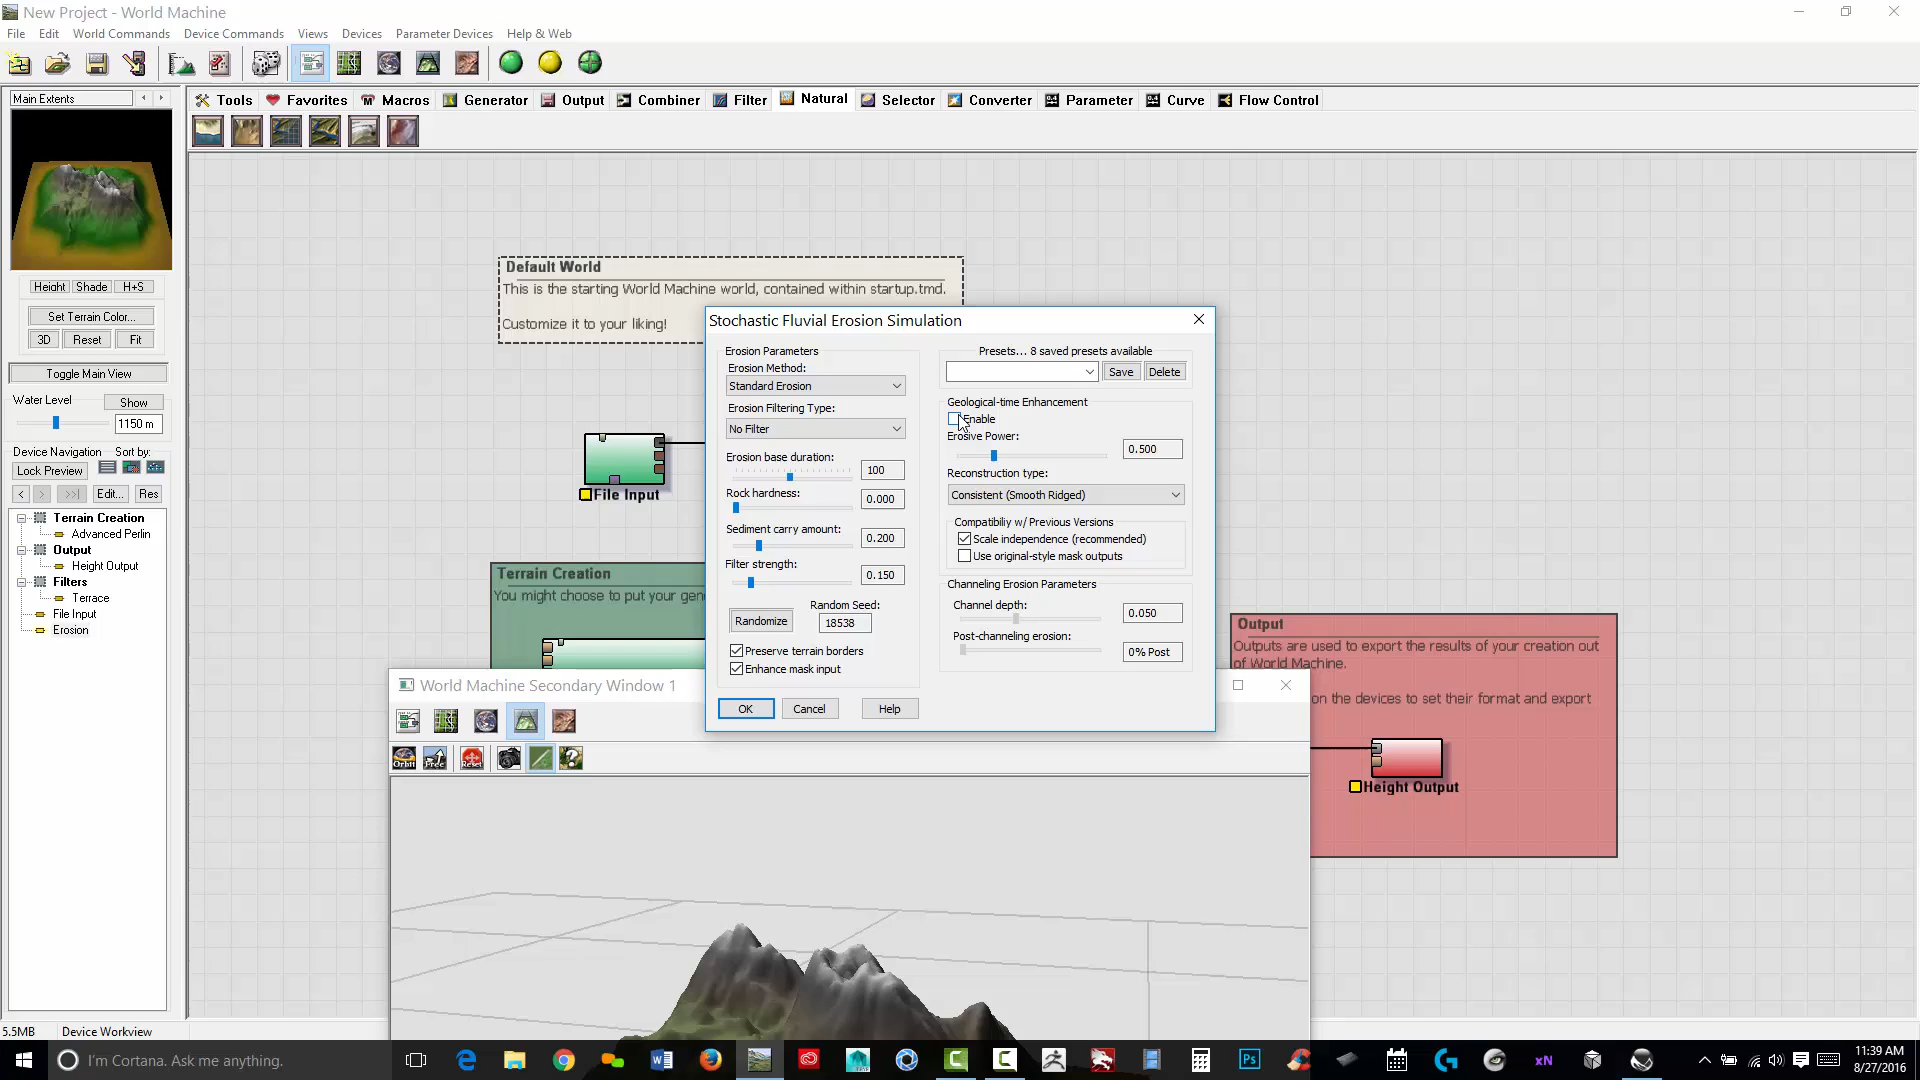 New Project - World Machine
File Edit World Commands Device Commands Views Devices Parameter Devices Help & Web
Main Extents
Tools Favorites Macros Generator Output Combiner Filter Natural Selector Converter Parameter Curve Flow Control
Height Shade H+S
Set Terrain Color...
3D Reset Fit
Toggle Main View
Water Level Show
1150 m
Device Navigation Sort by:
Lock Preview
< > >>| Edit... Res
Terrain Creation
Advanced Perlin
Output
Height Output
Filters
Terrace
File Input
Erosion
5.5MB Device Workview
Default World
This is the starting World Machine world, contained within startup.tmd.
Customize it to your liking!
File Input
Terrain Creation
You might choose to put your gen
Stochastic Fluvial Erosion Simulation
Erosion Parameters
Erosion Method:
Standard Erosion
Erosion Filtering Type:
No Filter
Erosion base duration:
100
Rock hardness:
0.000
Sediment carry amount:
0.200
Filter strength:
0.150
Random Seed:
Randomize 18538
Preserve terrain borders
Enhance mask input
OK Cancel Help
Presets... 8 saved presets available
Save Delete
Geological-time Enhancement
Enable
Erosive Power:
0.500
Reconstruction type:
Consistent (Smooth Ridged)
Compatibiliy w/ Previous Versions
Scale independence (recommended)
Use original-style mask outputs
Channeling Erosion Parameters
Channel depth:
0.050
Post-channeling erosion:
0% Post
Output
Outputs are used to export the results of your creation out
of World Machine.
on the devices to set their format and export
Height Output
World Machine Secondary Window 1
Orbit Free Reset
I'm Cortana. Ask me anything.
Ps
xN
11:39 AM
8/27/2016